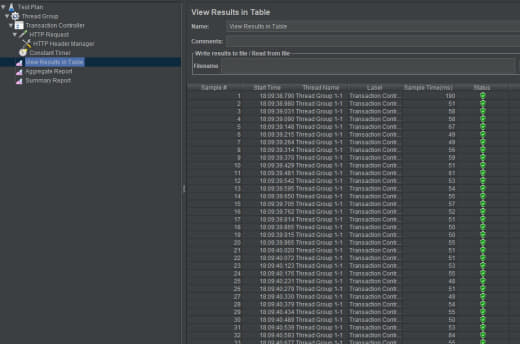 Test Plan
Thread Group
Transaction Controller
HTTP Request
HTTP Header Manager
Constant Timer
View Results in Table
Aggregate Report
Summary Report
View Results in Table
Name: View Results in Table
Comments:
Write results to file / Read from file
Filename
Sample # Start Time Thread Name Label Sample Time(ms) Status
1 18:09:38.790 Thread Group 1-1 Transaction Contr... 190
2 18:09:38.980 Thread Group 1-1 Transaction Contr... 51
3 18:09:39.031 Thread Group 1-1 Transaction Contr... 58
4 18:09:39.090 Thread Group 1-1 Transaction Contr... 58
5 18:09:39.148 Thread Group 1-1 Transaction Contr... 67
6 18:09:39.215 Thread Group 1-1 Transaction Contr... 49
7 18:09:39.264 Thread Group 1-1 Transaction Contr... 49
8 18:09:39.314 Thread Group 1-1 Transaction Contr... 56
9 18:09:39.370 Thread Group 1-1 Transaction Contr... 59
10 18:09:39.429 Thread Group 1-1 Transaction Contr... 51
11 18:09:39.481 Thread Group 1-1 Transaction Contr... 61
12 18:09:39.542 Thread Group 1-1 Transaction Contr... 53
13 18:09:39.595 Thread Group 1-1 Transaction Contr... 54
14 18:09:39.650 Thread Group 1-1 Transaction Contr... 55
15 18:09:39.705 Thread Group 1-1 Transaction Contr... 57
16 18:09:39.762 Thread Group 1-1 Transaction Contr... 52
17 18:09:39.814 Thread Group 1-1 Transaction Contr... 51
18 18:09:39.865 Thread Group 1-1 Transaction Contr... 50
19 18:09:39.915 Thread Group 1-1 Transaction Contr... 50
20 18:09:39.965 Thread Group 1-1 Transaction Contr... 55
21 18:09:40.020 Thread Group 1-1 Transaction Contr... 51
22 18:09:40.072 Thread Group 1-1 Transaction Contr... 51
23 18:09:40.123 Thread Group 1-1 Transaction Contr... 53
24 18:09:40.176 Thread Group 1-1 Transaction Contr... 55
25 18:09:40.231 Thread Group 1-1 Transaction Contr... 48
26 18:09:40.279 Thread Group 1-1 Transaction Contr... 51
27 18:09:40.330 Thread Group 1-1 Transaction Contr... 49
28 18:09:40.379 Thread Group 1-1 Transaction Contr... 54
29 18:09:40.434 Thread Group 1-1 Transaction Contr... 55
30 18:09:40.489 Thread Group 1-1 Transaction Contr... 50
31 18:09:40.539 Thread Group 1-1 Transaction Contr... 53
32 18:09:40.593 Thread Group 1-1 Transaction Contr... 84
33 18:09:40.677 Thread Group 1-1 Transaction Contr... 55